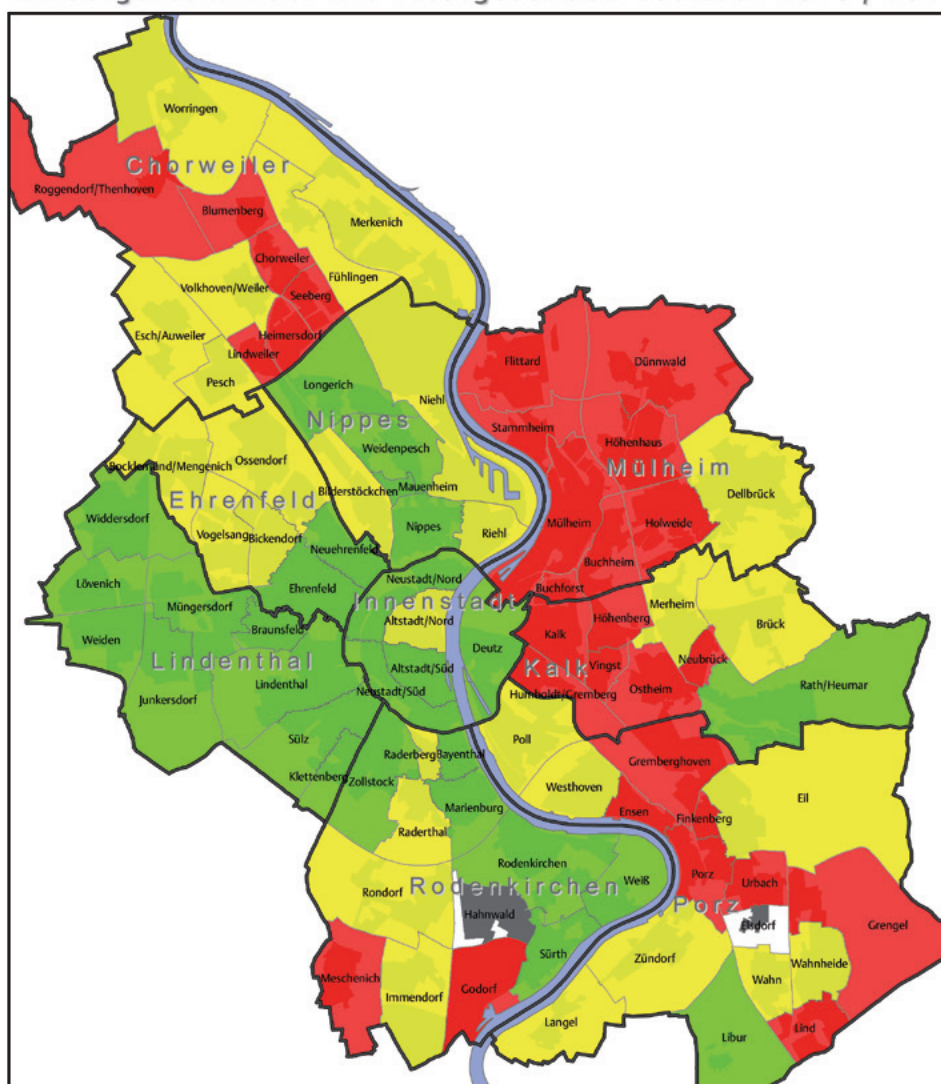 Worringen
Chorweiler
Roggendorf/Thenhoven
Blumenberg
Merkenich
Chorweiler
Fühlingen
Volkhoven/Weiler
Seeberg
Esch/Auweiler
Heimersdorf
Lindweiler
Pesch
Longerich
Niehl
Nippes
Weidenpesch
Flittard
Dünnwald
Stammheim
Höhenhaus
Mülheim
Dellbrück
Ossendorf
Bocklemünd/Mengenich
Mauenheim
Bilderstöckchen
Ehrenfeld
Widdersdorf
Vogelsang
Bickendorf
Nippes
Riehl
Mülheim
Holweide
Neuehrenfeld
Buchheim
Lövenich
Ehrenfeld
Neustadt/Nord
Buchforst
Müngersdorf
Innenstadt
Merheim
Altstadt/Nord
Höhenberg
Brück
Braunsfeld
Weiden
Kalk
Deutz
Lindenthal
Altstadt/Süd
Kalk
Vingst
Neubrück
Lindenthal
Rath/Heumar
Junkersdorf
Neustadt/Süd
Humboldt/Gremberg
Ostheim
Sülz
Raderberg
Bayenthal
Poll
Klettenberg
Zollstock
Gremberghoven
Westhoven
Eil
Marienburg
Ensen
Finkenberg
Raderthal
Rodenkirchen
Porz
Urbach
Rondorf
Rodenkirchen
Weiß
Porz
Hahnwald
Elsdorf
Grengel
Sürth
Zündorf
Wahnheide
Meschenich
Godorf
Wahn
Immendorf
Langel
Libur
Lind